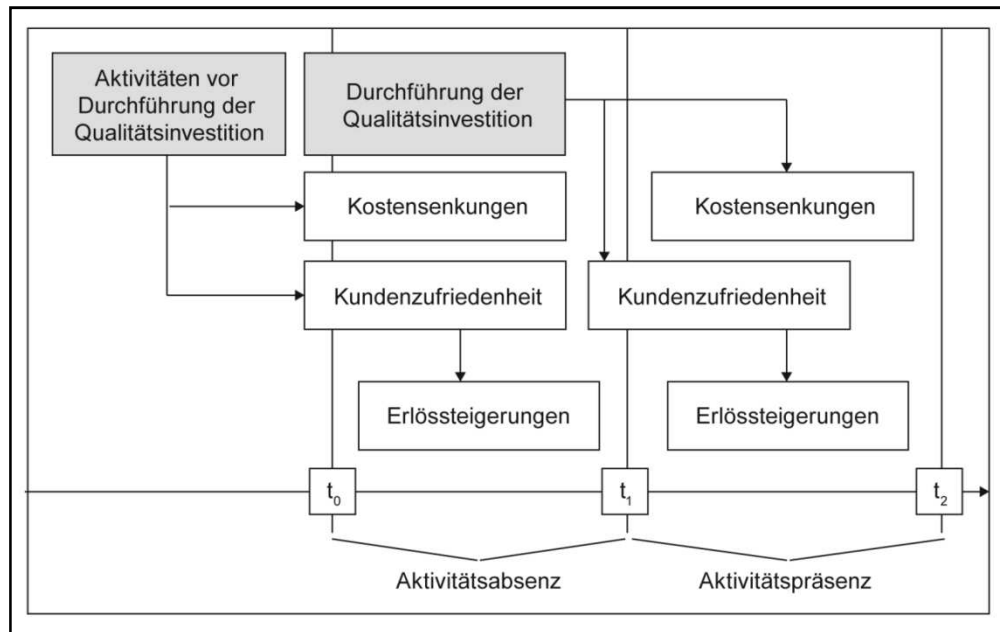 Aktivitäten vor
Durchführung der
Qualitätsinvestition
Durchführung der
Qualitätsinvestition
Kostensenkungen
Kostensenkungen
Kundenzufriedenheit
Kundenzufriedenheit
Erlössteigerungen
Erlössteigerungen
t₀
t₁
t₂
Aktivitätsabsenz
Aktivitätspräsenz